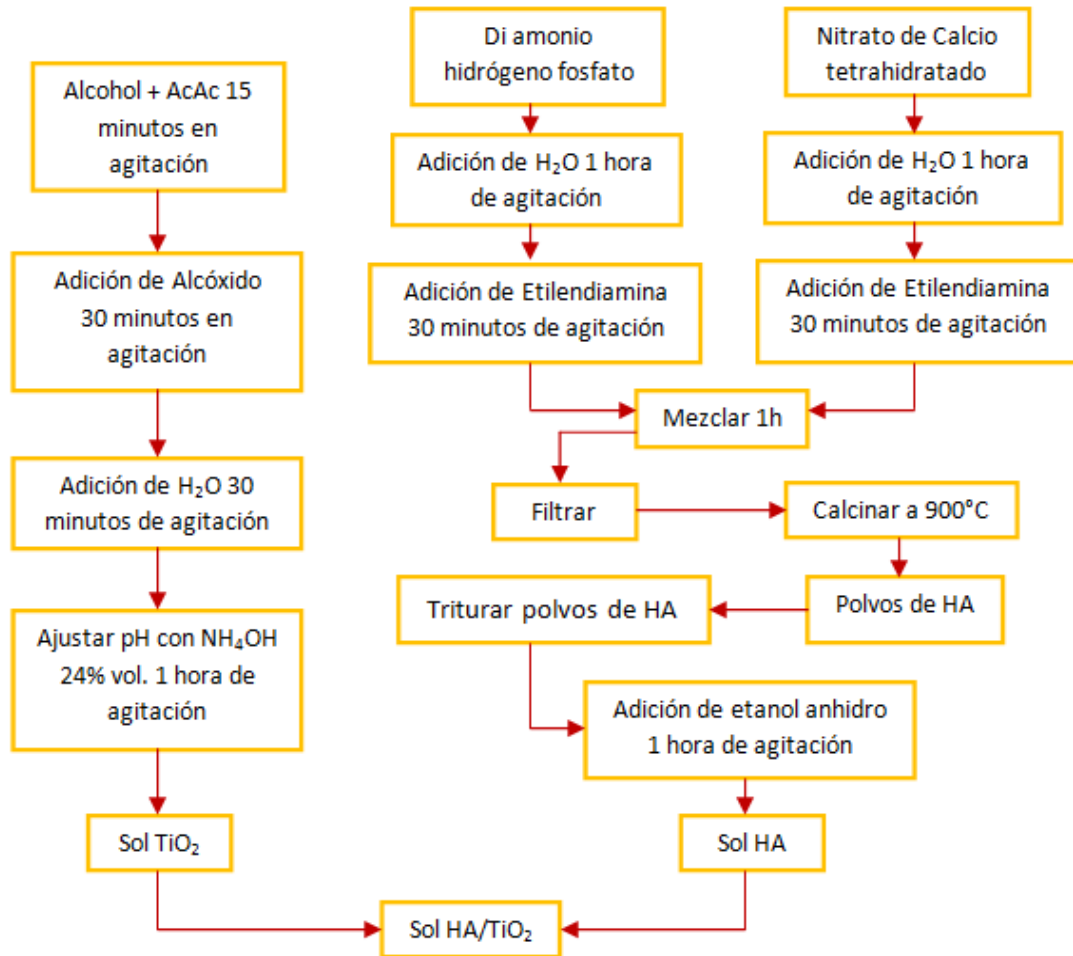 Alcohol + AcAc 15
minutos en
agitación
Adición de Alcóxido
30 minutos en
agitación
Adición de H₂O 30
minutos de agitación
Ajustar pH con NH₄OH
24% vol. 1 hora de
agitación
Sol TiO₂
Di amonio
hidrógeno fosfato
Adición de H₂O 1 hora
de agitación
Adición de Etilendiamina
30 minutos de agitación
Nitrato de Calcio
tetrahidratado
Adición de H₂O 1 hora
de agitación
Adición de Etilendiamina
30 minutos de agitación
Mezclar 1h
Filtrar
Calcinar a 900°C
Polvos de HA
Triturar polvos de HA
Adición de etanol anhidro
1 hora de agitación
Sol HA
Sol HA/TiO₂